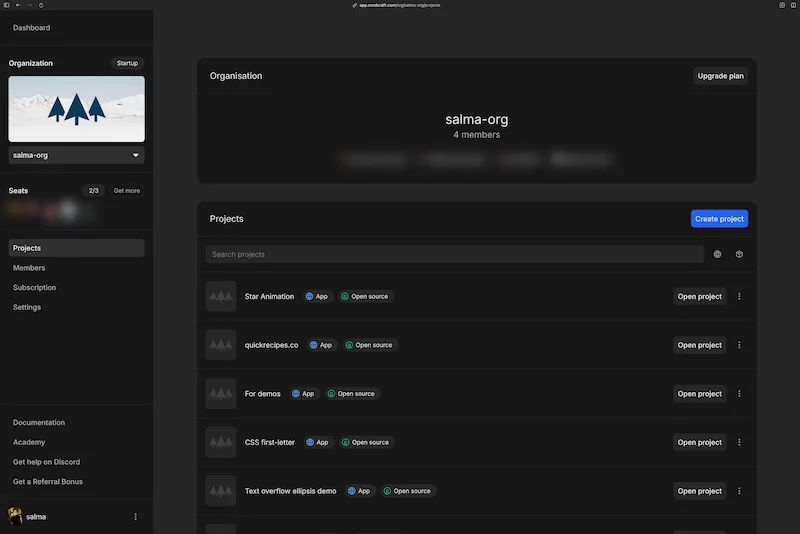 app.nordcraft.com/org/salma-org/projects
Dashboard
Organization
Startup
salma-org
Seats
2/3
Get more
Projects
Members
Subscription
Settings
Documentation
Academy
Get help on Discord
Get a Referral Bonus
salma
Organisation
Upgrade plan
salma-org
4 members
Projects
Create project
Search projects
Star Animation App Open source Open project
quickrecipes.co App Open source Open project
For demos App Open source Open project
CSS first-letter App Open source Open project
Text overflow ellipsis demo App Open source Open project